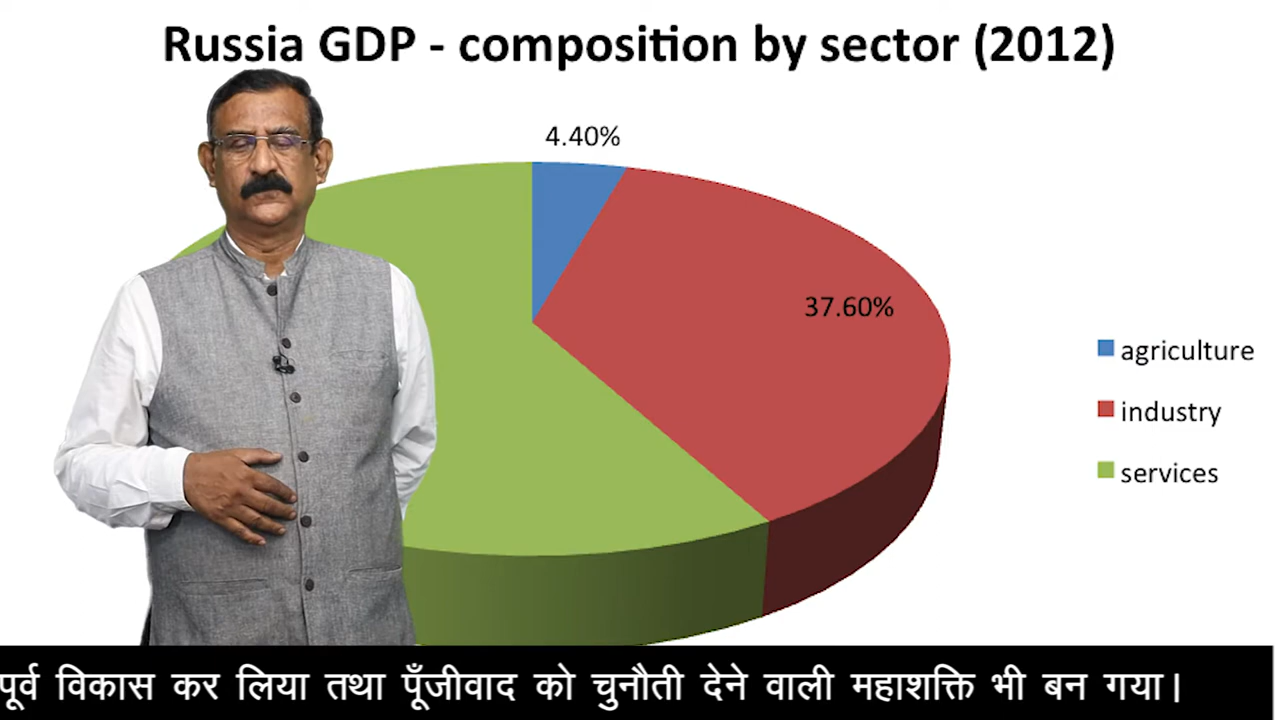 Russia GDP - composition by sector (2012)
4.40%
37.60%
agriculture
industry
services
पूर्व विकास कर लिया तथा पूँजीवाद को चुनौती देने वाली महाशक्ति भी बन गया।